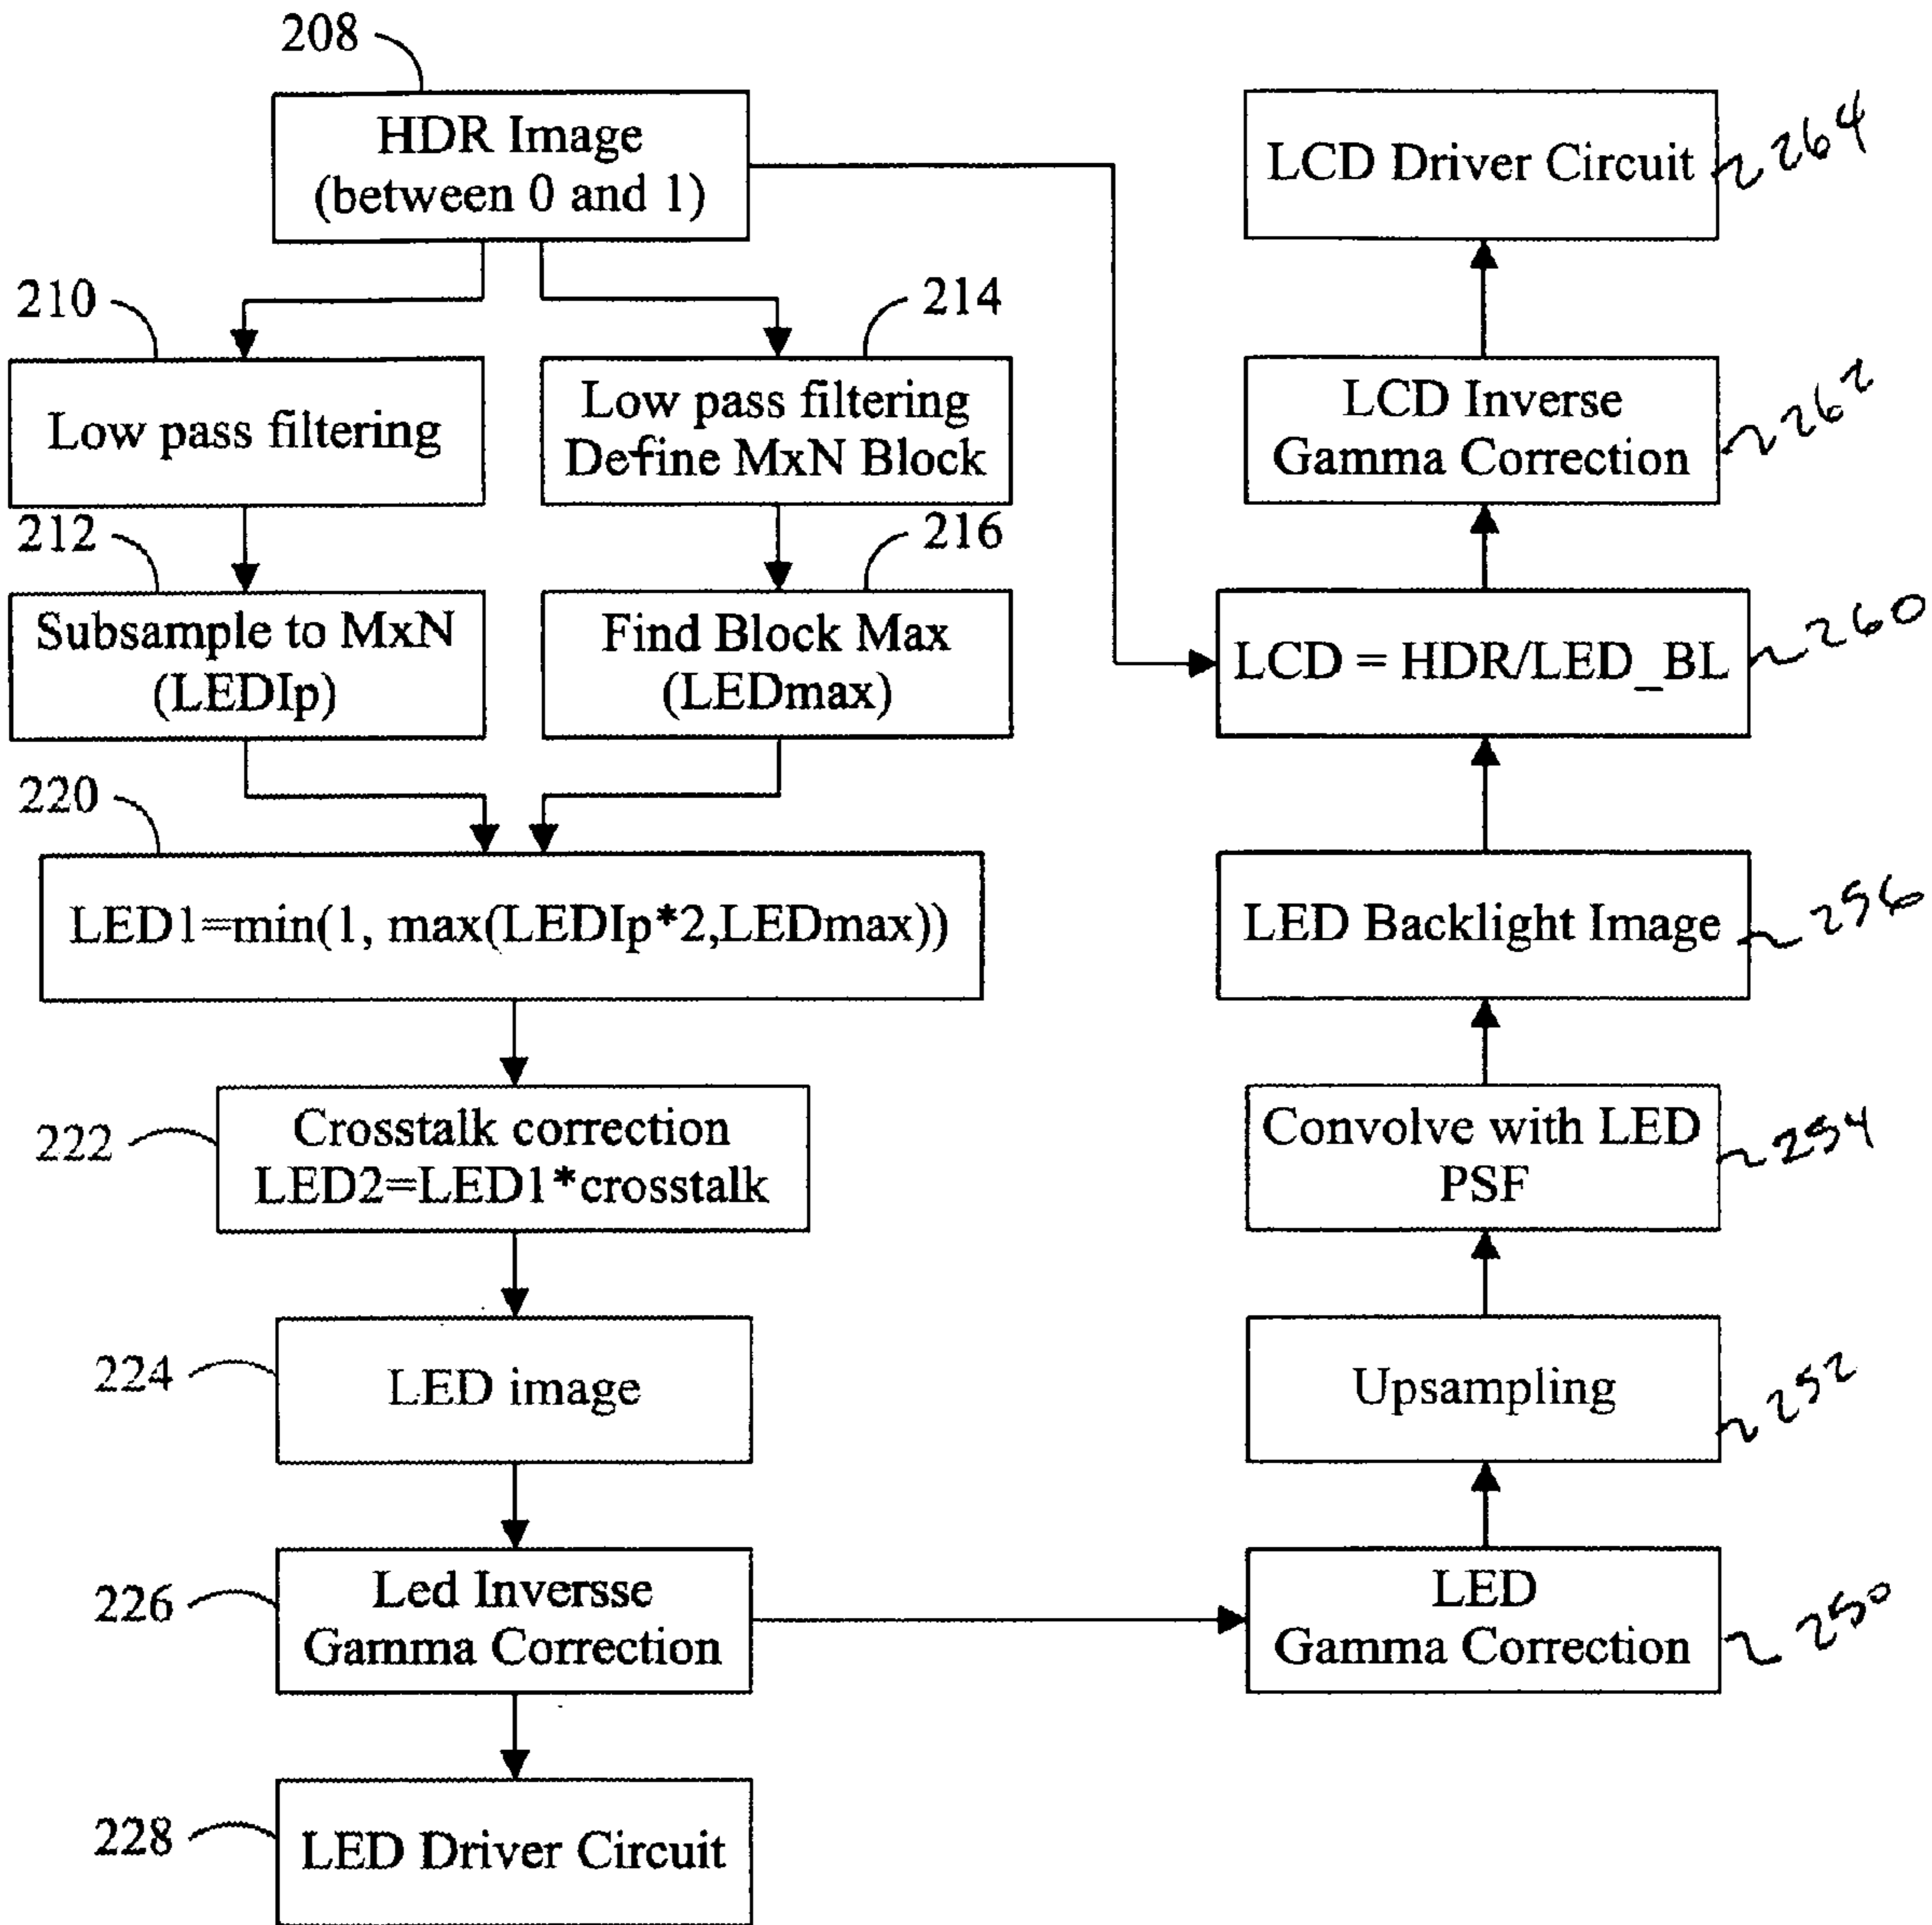 208
HDR Image
(between 0 and 1)
210
214
Low pass filtering
Low pass filtering
Define MxN Block
212
216
Subsample to MxN
(LEDIp)
Find Block Max
(LEDmax)
220
LED1=min(1, max(LEDIp*2,LEDmax))
222
Crosstalk correction
LED2=LED1*crosstalk
224
LED image
226
Led Inversse
Gamma Correction
228
LED Driver Circuit
LCD Driver Circuit
264
LCD Inverse
Gamma Correction
262
LCD = HDR/LED_BL
260
LED Backlight Image
256
Convolve with LED
PSF
254
Upsampling
252
LED
Gamma Correction
250